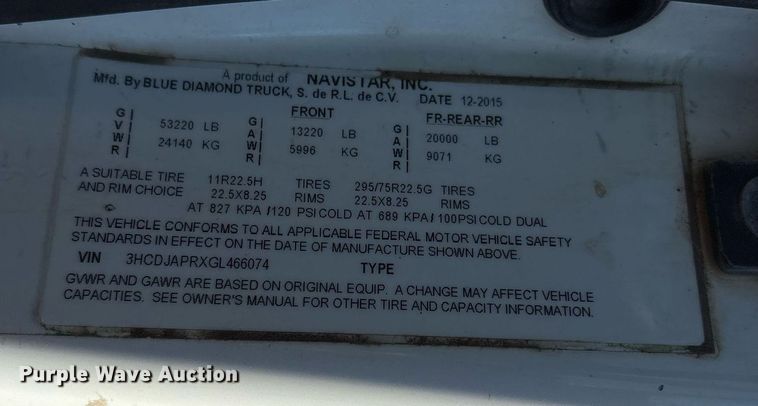 A product of NAVISTAR, INC.
Mfd. By BLUE DIAMOND TRUCK, S. de R.L. de C.V. DATE 12-2015
FRONT FR-REAR-RR
GVWR 53220 LB GAWR 13220 LB GAWR 20000 LB
24140 KG 5996 KG 9071 KG
A SUITABLE TIRE 11R22.5H TIRES 295/75R22.5G TIRES
AND RIM CHOICE 22.5X8.25 RIMS 22.5X8.25 RIMS
AT 827 KPA /120 PSI COLD AT 689 KPA/ 100 PSI COLD DUAL
THIS VEHICLE CONFORMS TO ALL APPLICABLE FEDERAL MOTOR VEHICLE SAFETY
STANDARDS IN EFFECT ON THE DATE OF MANUFACTURE SHOWN ABOVE.
VIN 3HCDJAPRXGL466074 TYPE
GVWR AND GAWR ARE BASED ON ORIGINAL EQUIP. A CHANGE MAY AFFECT VEHICLE
CAPACITIES. SEE OWNER'S MANUAL FOR OTHER TIRE AND CAPACITY INFORMATION.
Purple Wave Auction